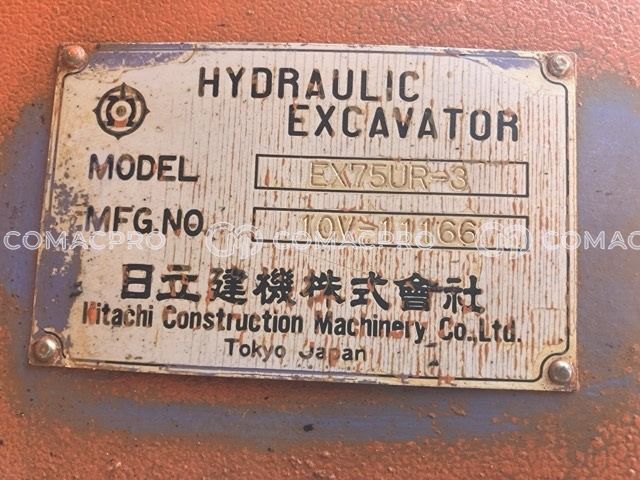 HYDRAULIC
EXCAVATOR
MODEL EX75UR-3
MFG.NO. 10V-11166
COMACPRO COMACPRO COMACPRO
日立建機株式會社
Hitachi Construction Machinery Co.,Ltd.
Tokyo Japan